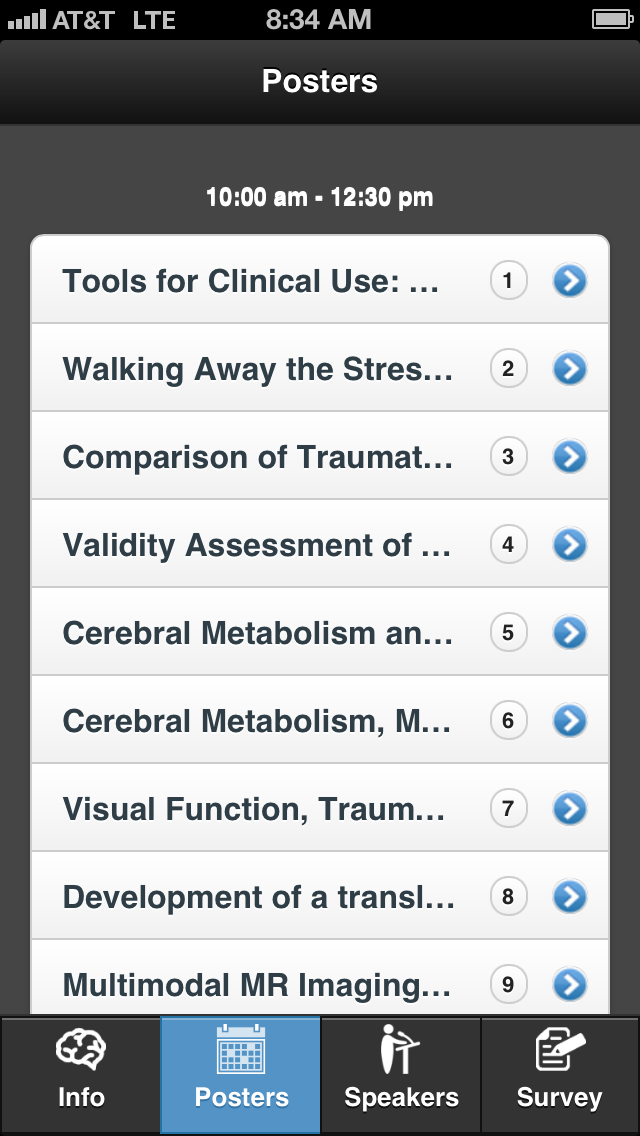 AT&T LTE 8:34 AM
Posters
10:00 am - 12:30 pm
Tools for Clinical Use: ... 1
Walking Away the Stres... 2
Comparison of Traumat... 3
Validity Assessment of ... 4
Cerebral Metabolism an... 5
Cerebral Metabolism, M... 6
Visual Function, Traum... 7
Development of a transl... 8
Multimodal MR Imaging... 9
Info Posters Speakers Survey